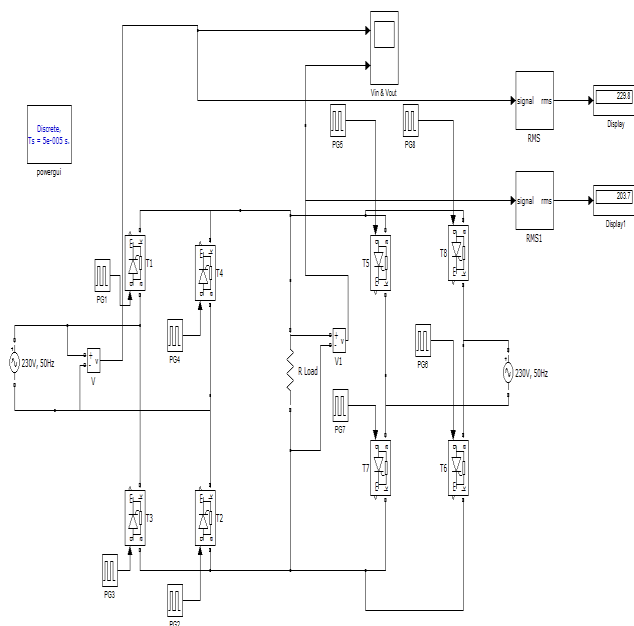 Vin & Vout
signal rms
RMS
229.8
Display
Discrete,
Ts = 5e-005 s.
powergui
PG5
PG8
signal rms
RMS1
203.7
Display1
T1
T4
T5
T8
PG1
PG4
230V, 50Hz
+
-
v
V
+
-
v
V1
R Load
PG6
230V, 50Hz
PG7
T3
T2
T7
T6
PG3
PG2